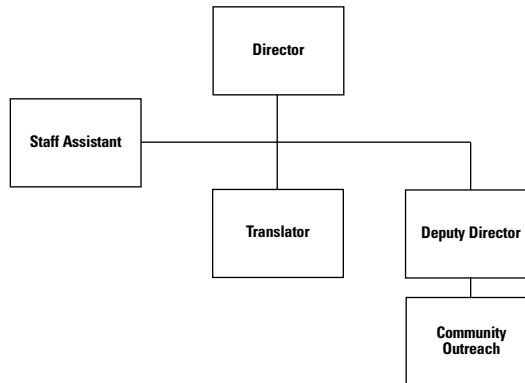 Director
Staff Assistant
Translator
Deputy Director
Community
Outreach